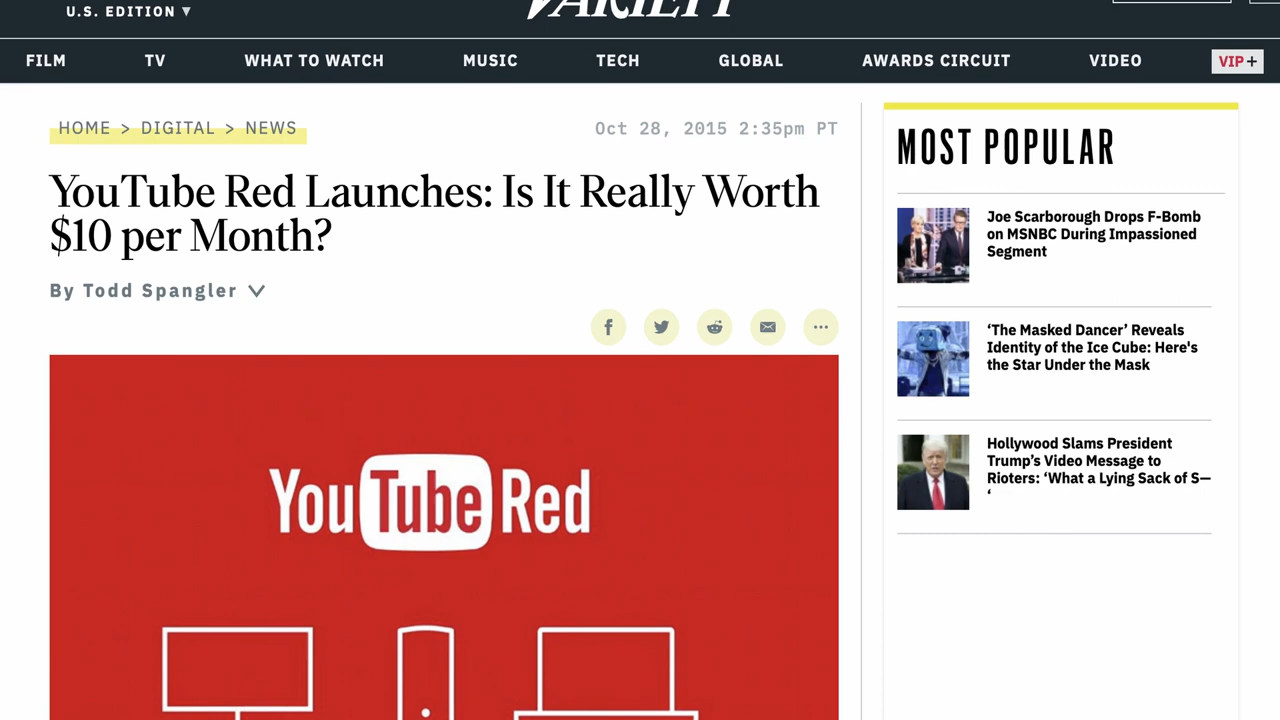 U.S. EDITION ▼
VARIETY
FILM TV WHAT TO WATCH MUSIC TECH GLOBAL AWARDS CIRCUIT VIDEO VIP+
HOME > DIGITAL > NEWS
Oct 28, 2015 2:35pm PT
YouTube Red Launches: Is It Really Worth
$10 per Month?
By Todd Spangler
YouTube Red
MOST POPULAR
Joe Scarborough Drops F-Bomb
on MSNBC During Impassioned
Segment
‘The Masked Dancer’ Reveals
Identity of the Ice Cube: Here's
the Star Under the Mask
Hollywood Slams President
Trump’s Video Message to
Rioters: ‘What a Lying Sack of S—
‘